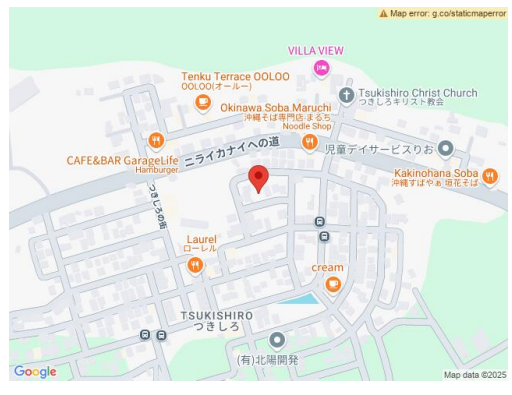 Map error: g.co/staticmaperror
VILLA VIEW
Tenku Terrace OOLOO
OOLOO(オールー)
Tsukishiro Christ Church
つきしろキリスト教会
Okinawa Soba Maruchi
沖縄そば専門店 まるち
Noodle Shop
児童デイサービスりお
CAFE&BAR GarageLife
Hamburger
ニライカナイへの道
Kakinohana Soba
沖縄すばやぁ 垣花そば
つきしろの街
Laurel
ローレル
cream
TSUKISHIRO
つきしろ
(有)北陽開発
Google
Map data ©2025